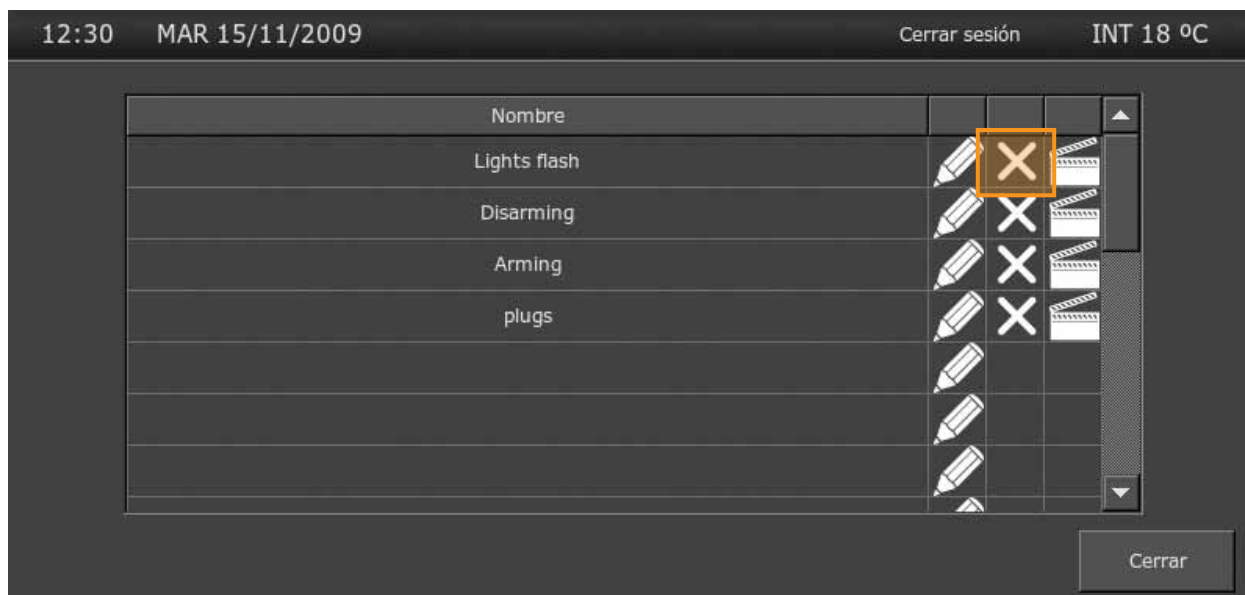 12:30 MAR 15/11/2009 Cerrar sesión INT 18 ºC
Nombre
Lights flash
Disarming
Arming
plugs
Cerrar